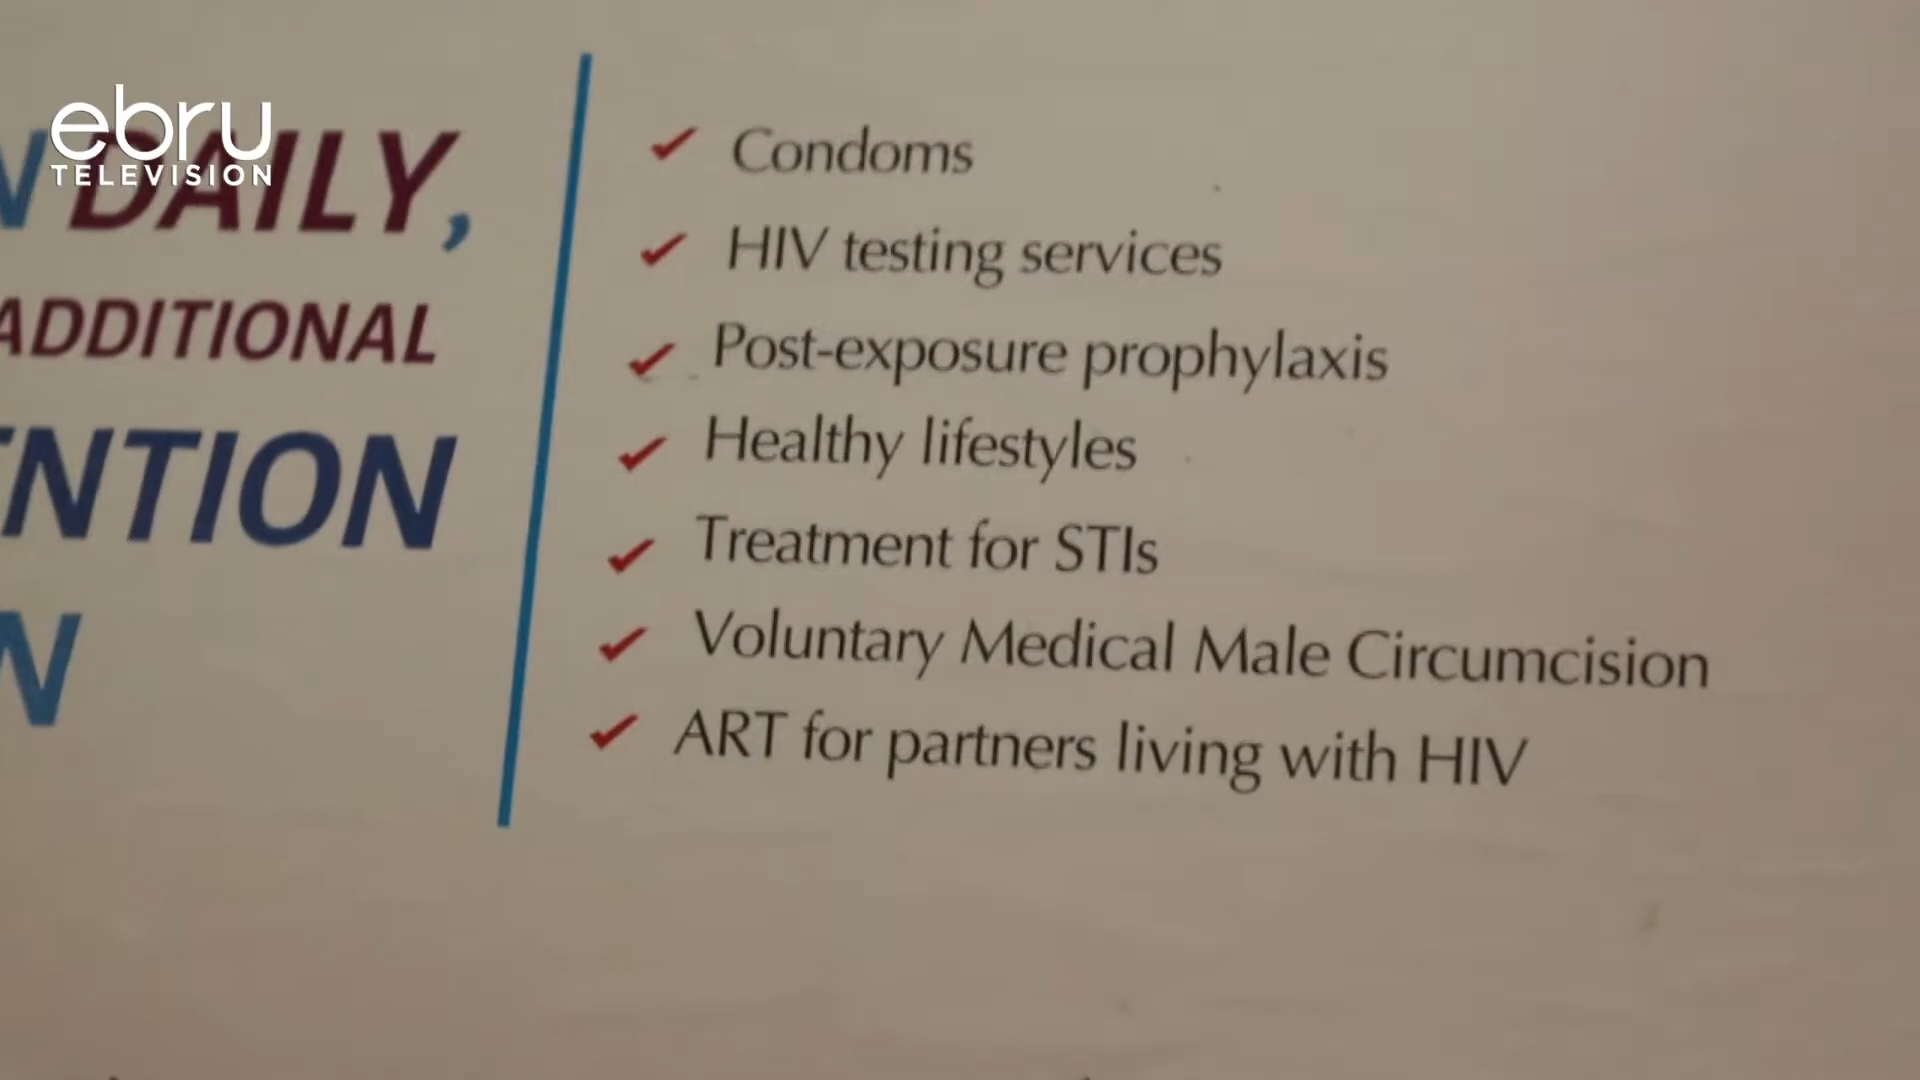 ebru
TELEVISION
DAILY,
ADDITIONAL
N
Condoms
HIV testing services
Post-exposure prophylaxis
Healthy lifestyles
Treatment for STIs
Voluntary Medical Male Circumcision
ART for partners living with HIV